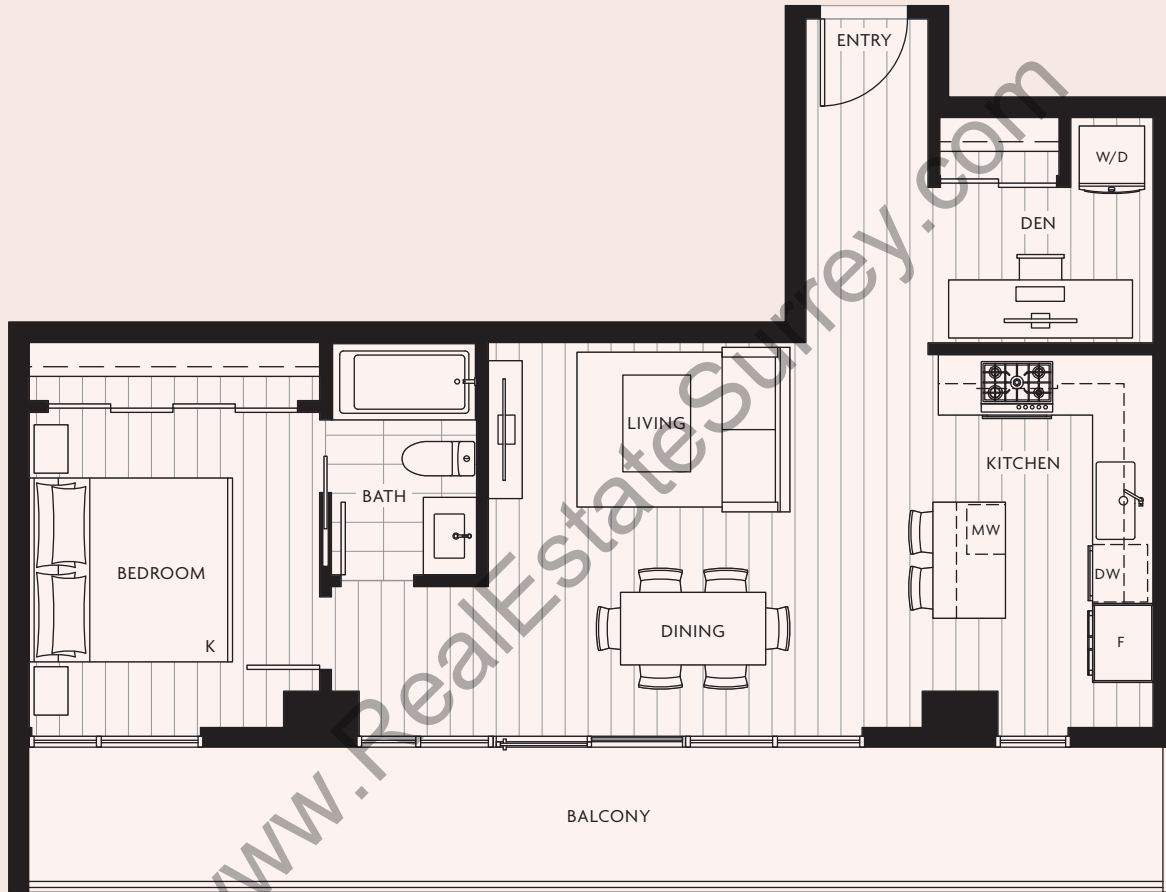 ENTRY
W/D
DEN
LIVING
KITCHEN
BATH
MW
BEDROOM
DW
DINING
K
F
BALCONY
www.RealEstateSurrey.com